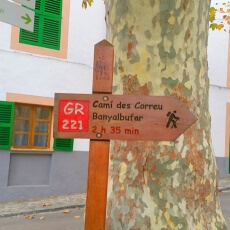 GR
221
Camí des Correu
Banyalbufar
2 h 35 min